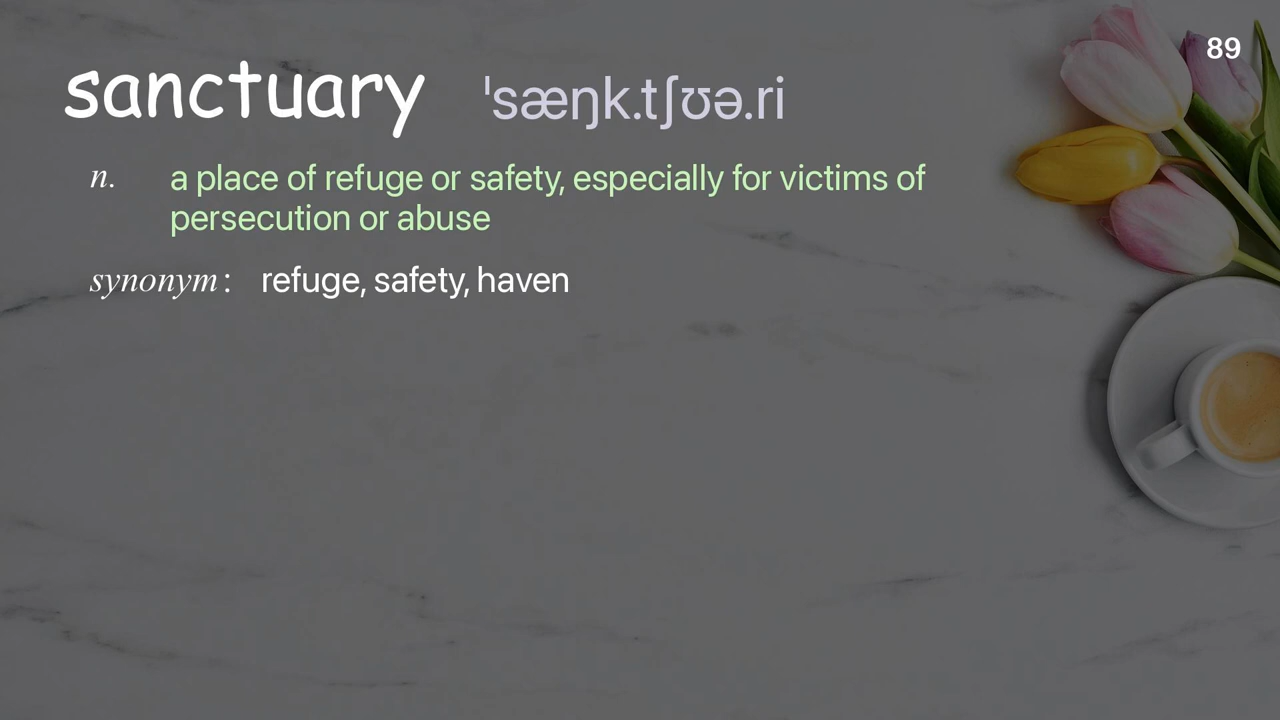 89
sanctuary ˈsæŋk.tʃʊə.ri
n. a place of refuge or safety, especially for victims of
persecution or abuse
synonym: refuge, safety, haven